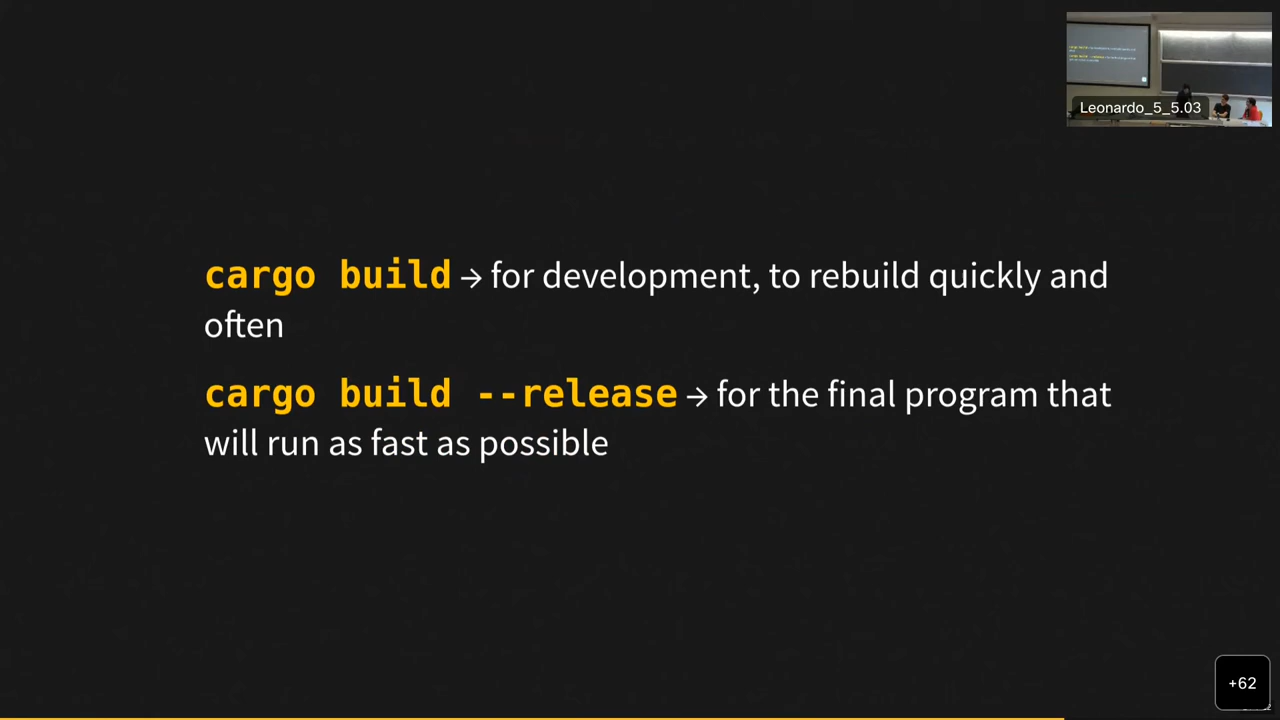 Leonardo_5_5.03
cargo build → for development, to rebuild quickly and
often
cargo build --release → for the final program that
will run as fast as possible
+62